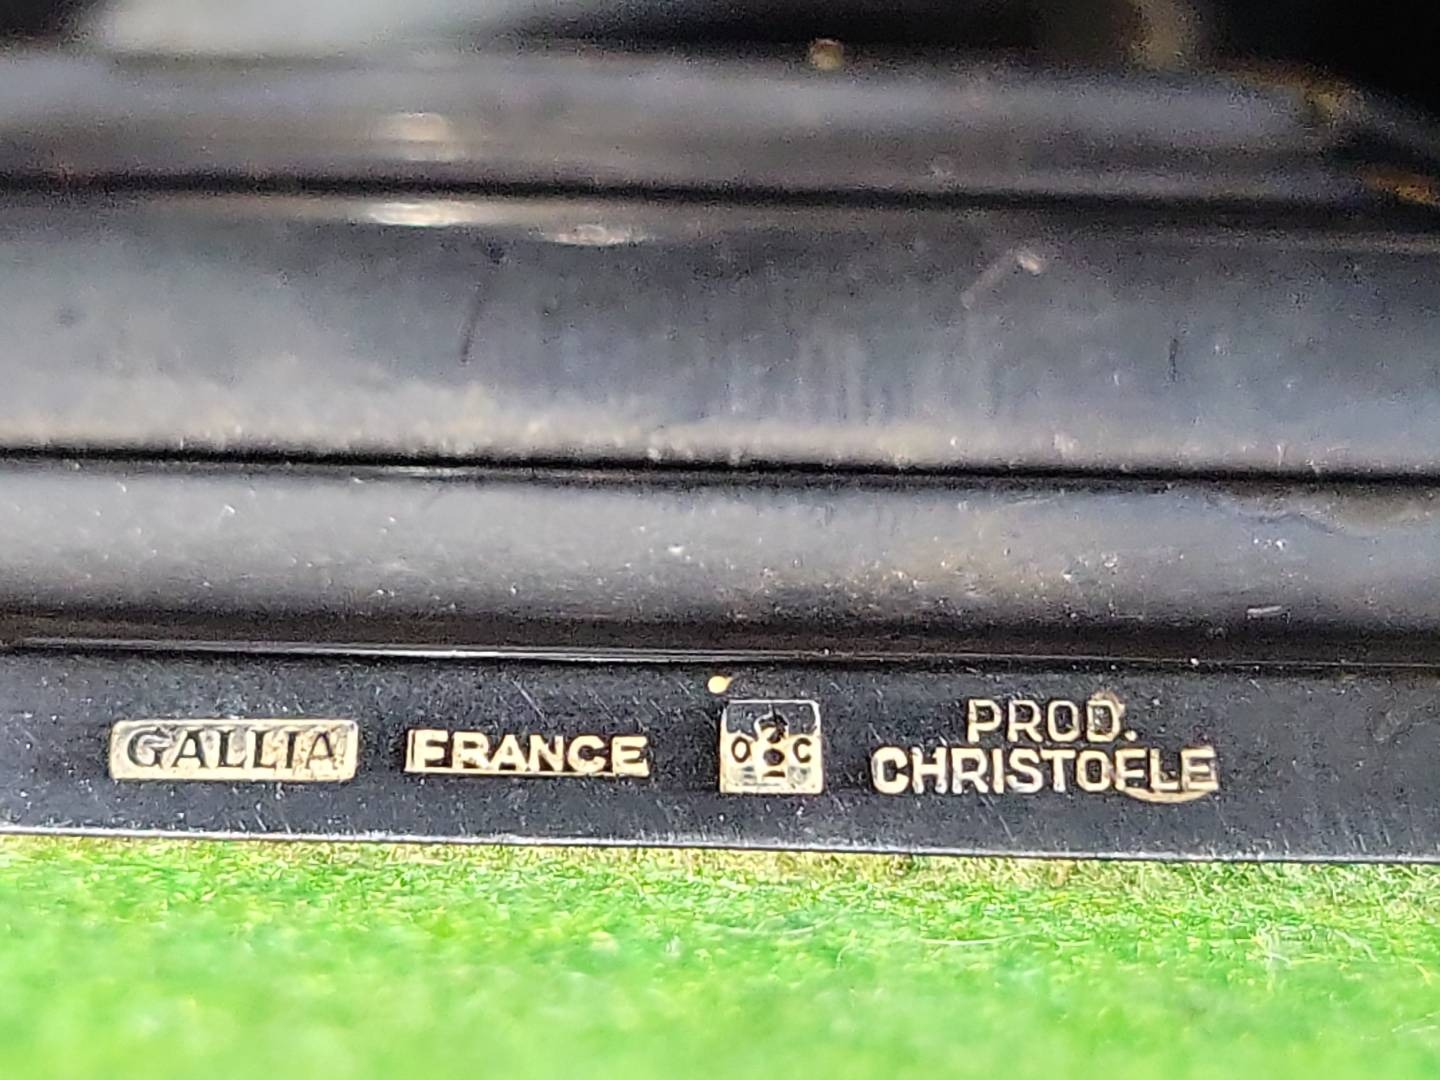 GALLIA
FRANCE
O C
PROD.
CHRISTOFLE